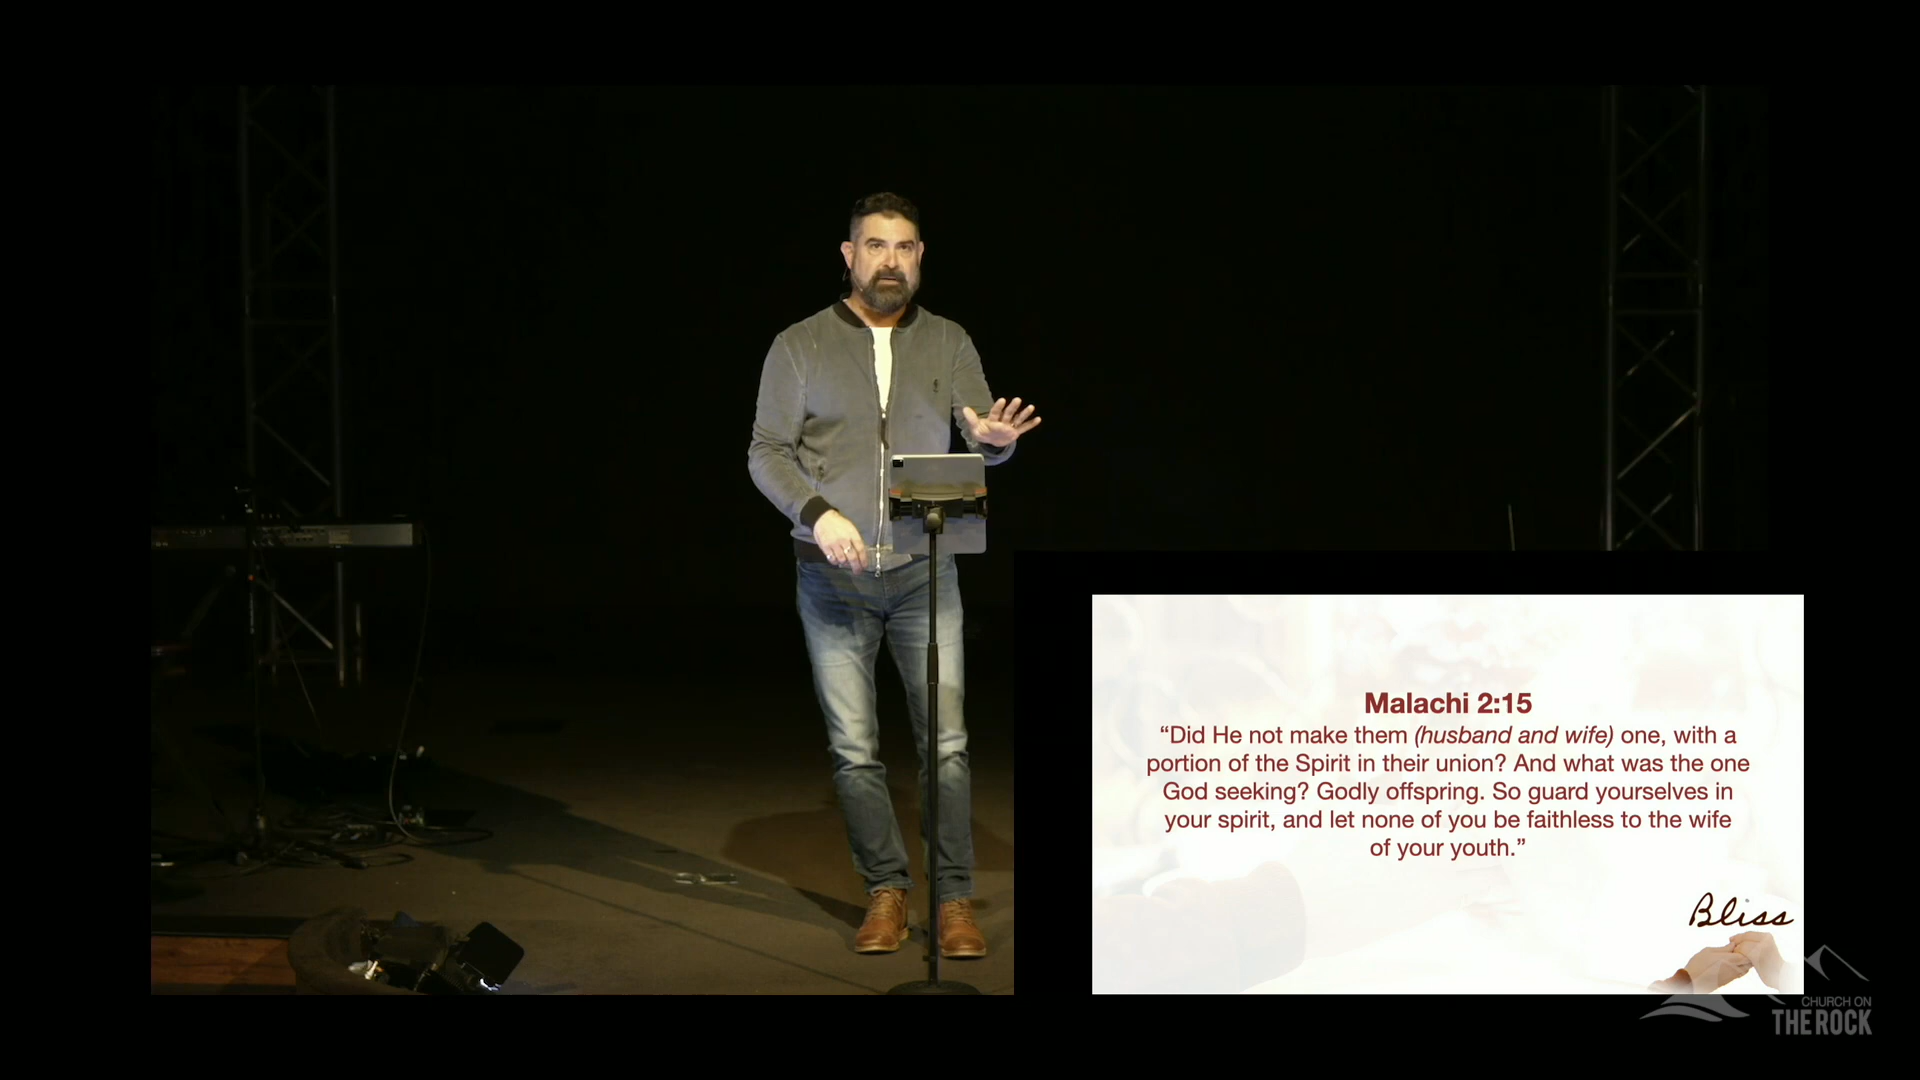 Malachi 2:15
“Did He not make them (husband and wife) one, with a
portion of the Spirit in their union? And what was the one
God seeking? Godly offspring. So guard yourselves in
your spirit, and let none of you be faithless to the wife
of your youth.”
Bliss
CHURCH ON
THE ROCK